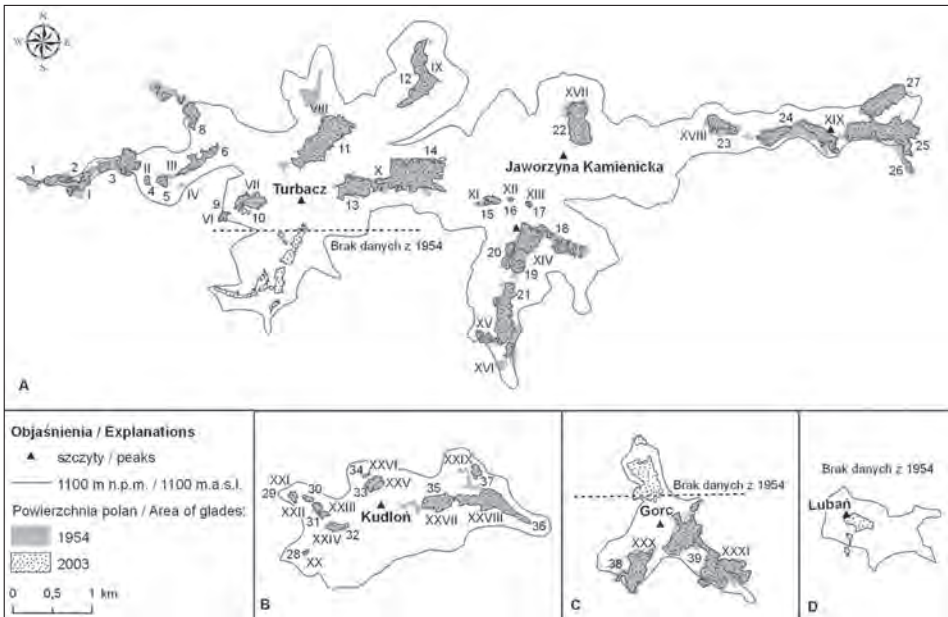 N
W E
S
12 IX
27
V
8
VIII
XVII
24 XIX
XVIII
22
23
25
1 2 I 3 II 4 III 5 6 IV
11
14
X
13
26
VII
10
9
VI
Turbacz
Jaworzyna Kamienicka
XI XII XIII
15 16 17
Brak danych z 1954
18
20 XIV
19
21
XV
XVI
A
Objaśnienia / Explanations
szczyty / peaks
1100 m n.p.m. / 1100 m.a.s.l.
Powierzchnia polan / Area of glades:
1954
2003
0 0,5 1 km
XXI
29
30
XXII
XXIII
31
XXIV
32
28
XX
34 XXVI
33 XXV
Kudłoń
XXIX
37
35
XXVII
XXVIII
36
B
Brak danych z 1954
Gorc
XXX
38
39
XXXI
C
Brak danych z 1954
Lubań
D